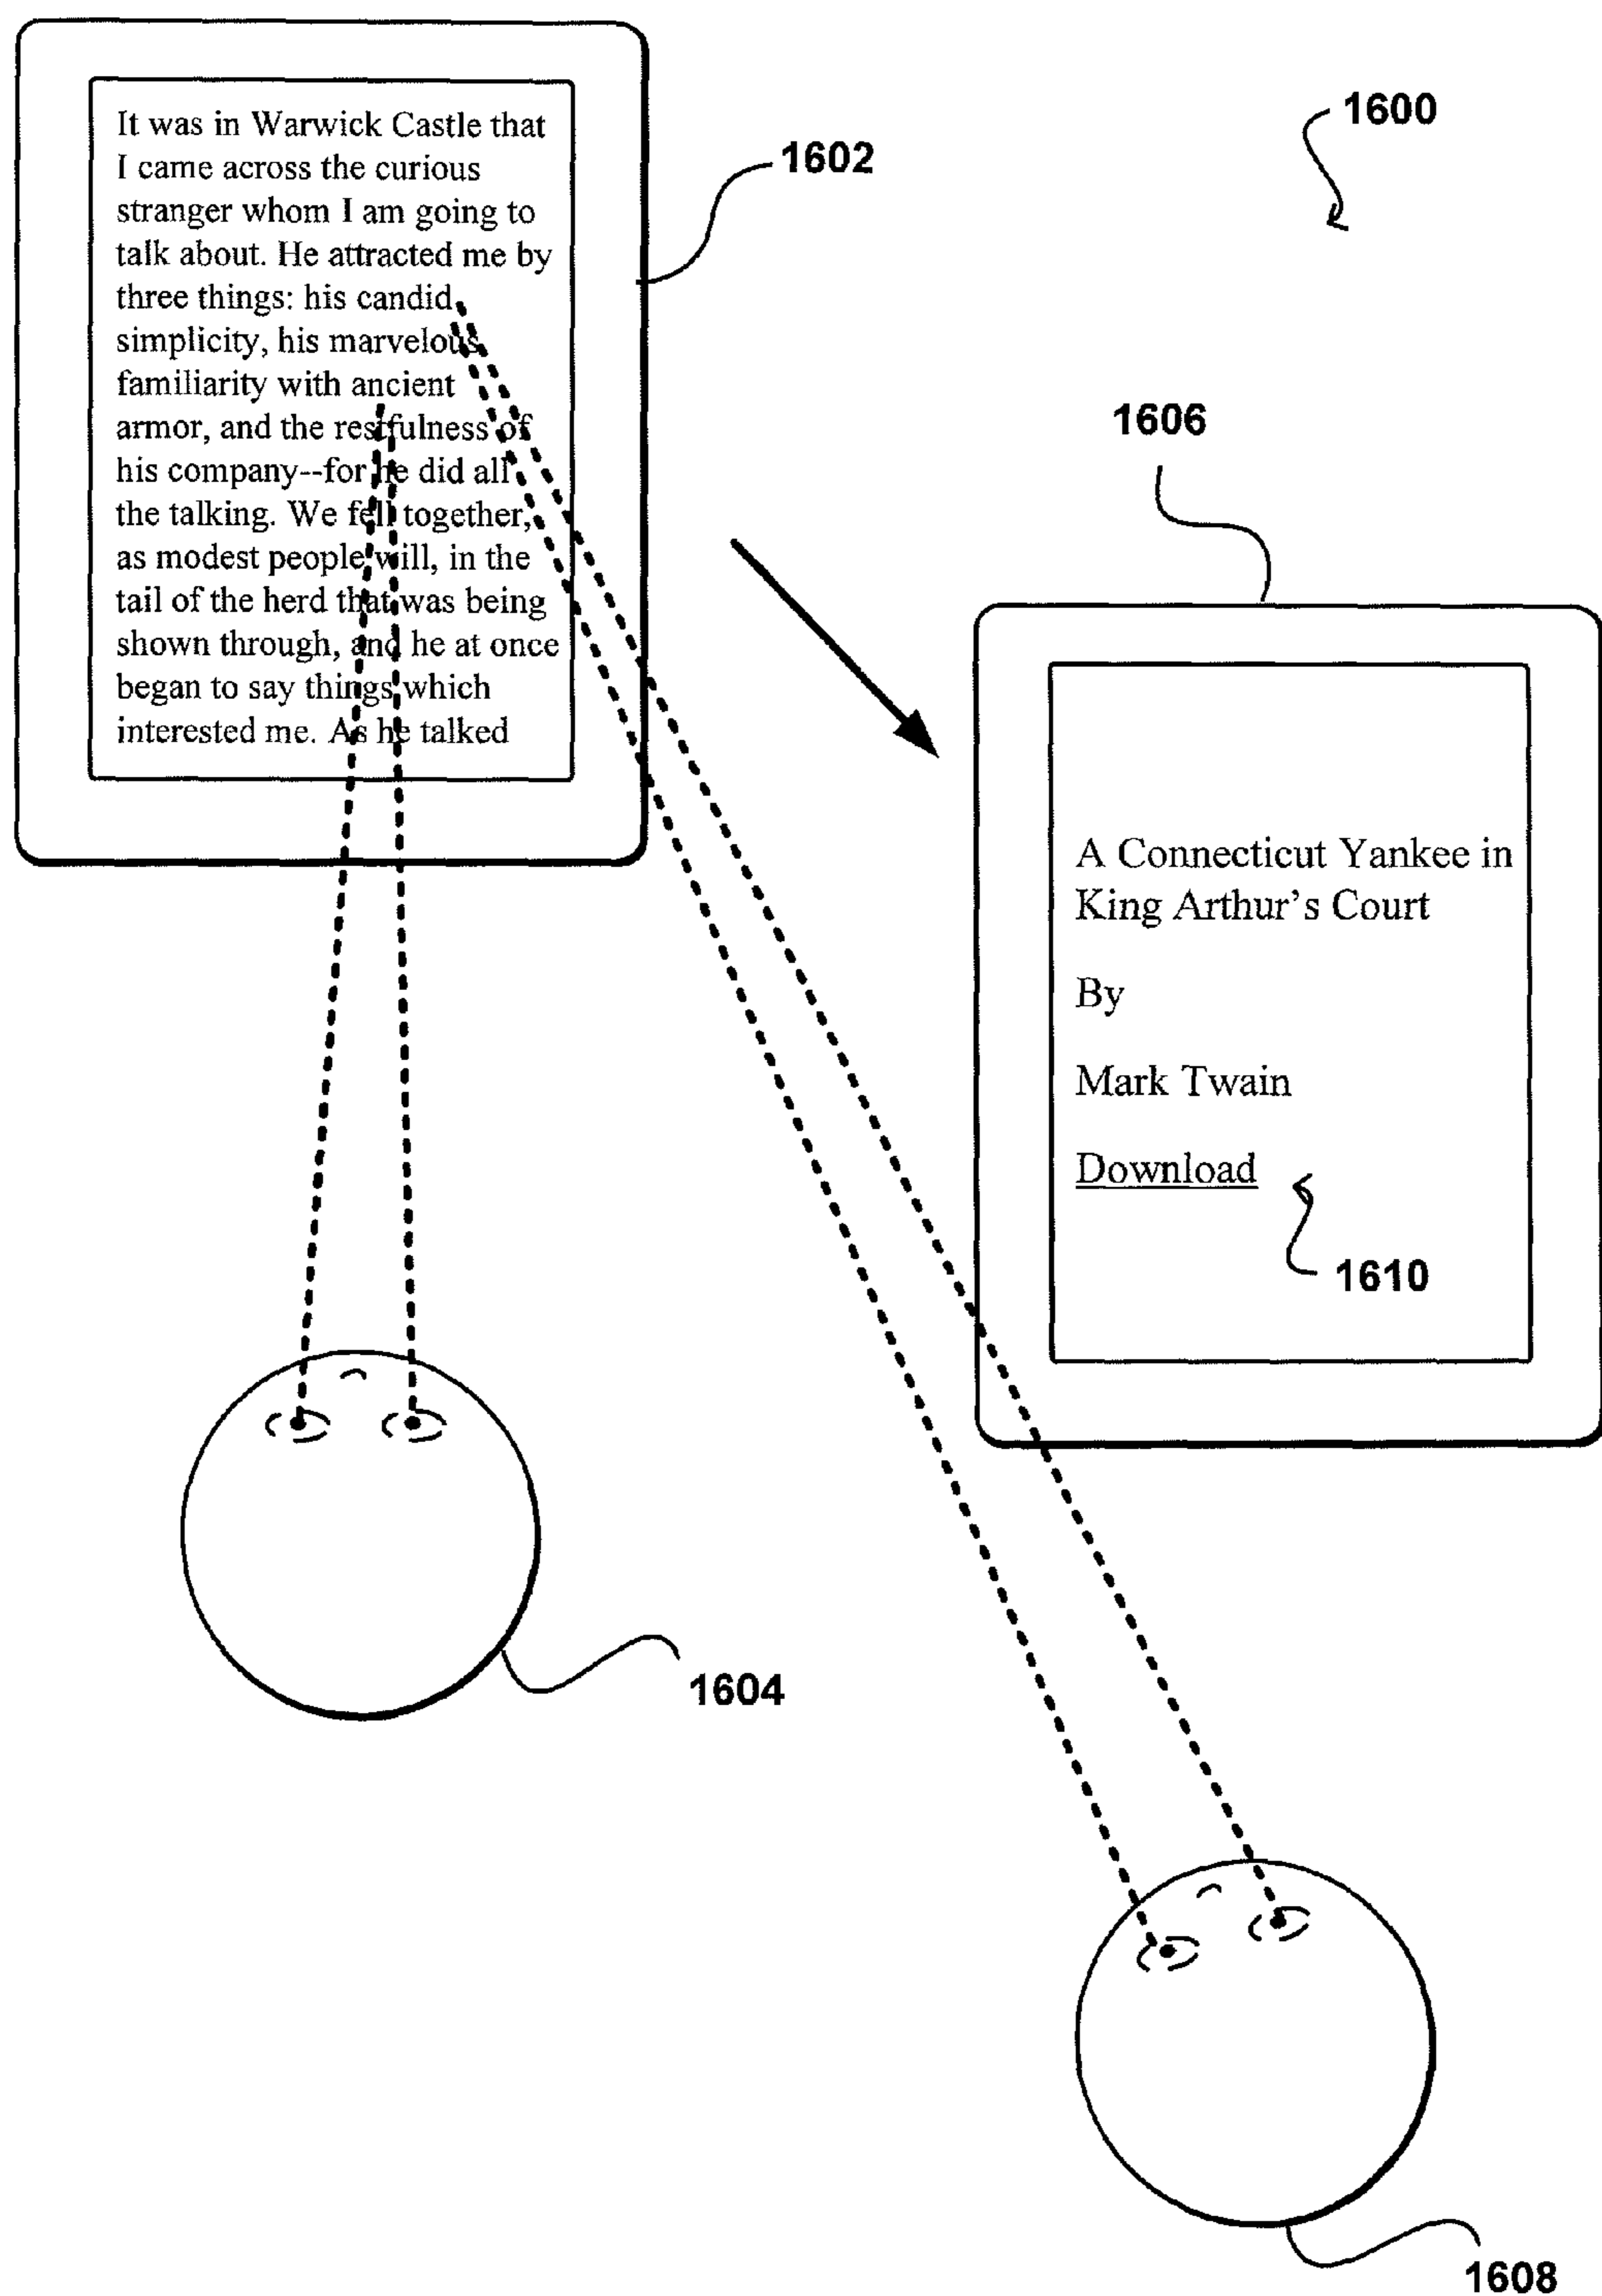 It was in Warwick Castle that
I came across the curious
stranger whom I am going to
talk about. He attracted me by
three things: his candid
simplicity, his marvelous
familiarity with ancient
armor, and the restfulness of
his company--for he did all
the talking. We fell together,
as modest people will, in the
tail of the herd that was being
shown through, and he at once
began to say things which
interested me. As he talked
1602
1600
1606
A Connecticut Yankee in
King Arthur's Court
By
Mark Twain
Download
1610
1604
1608